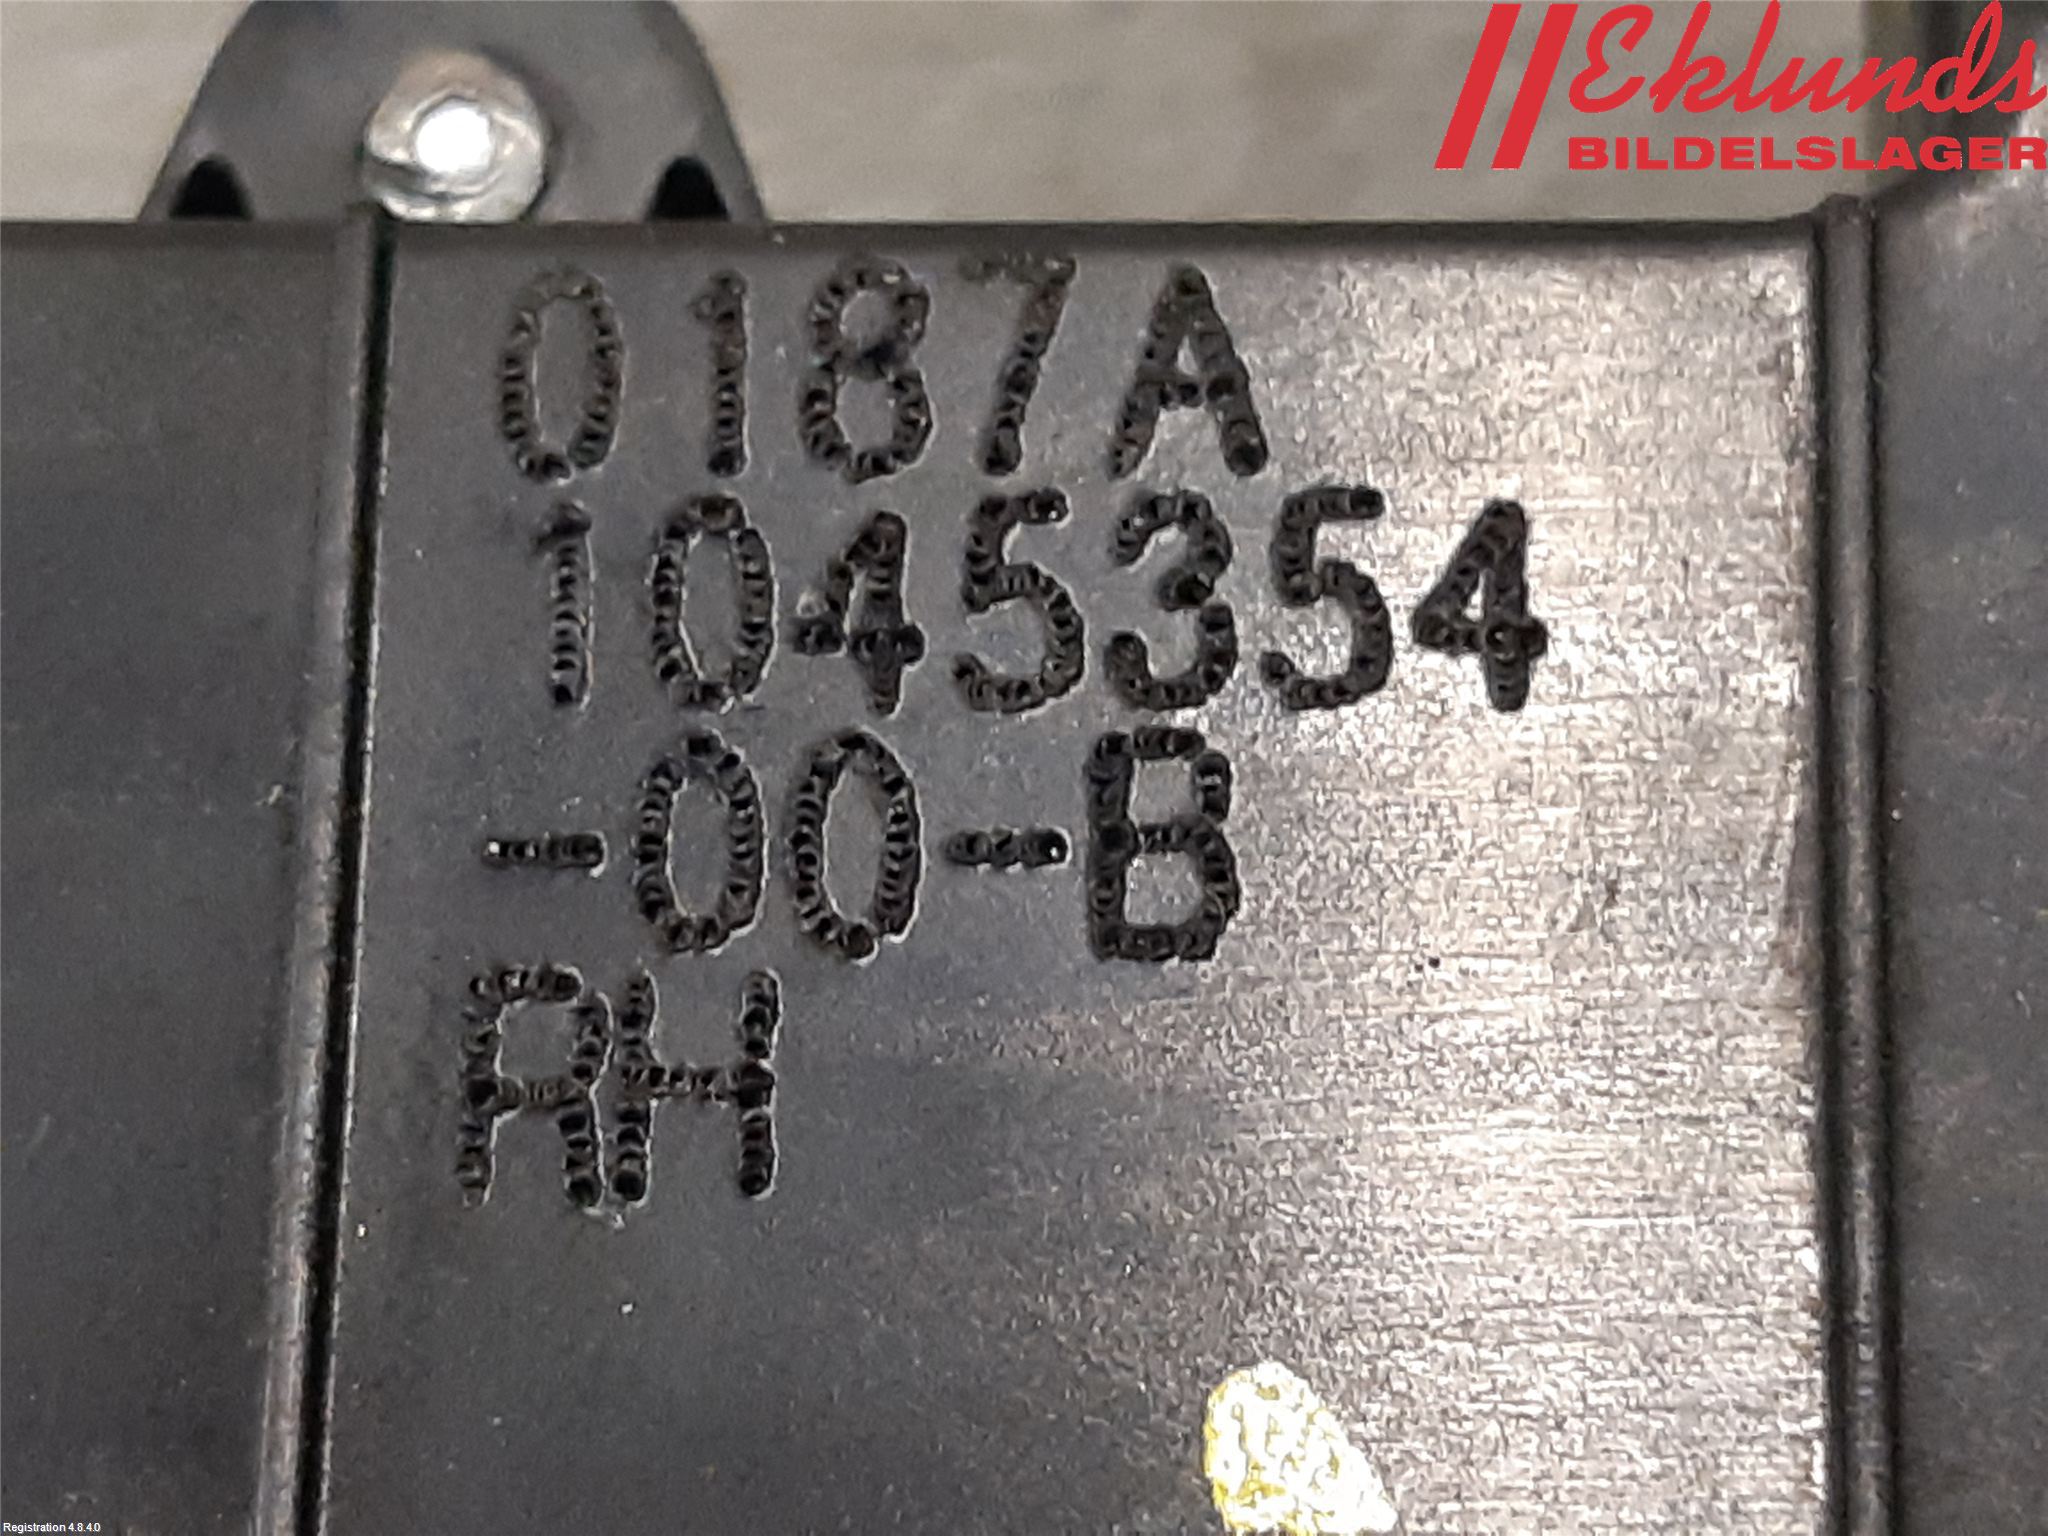 Eklunds
BILDELSLAGER
0187A
1045354
-00-B
RH
Registration 4.8.4.0